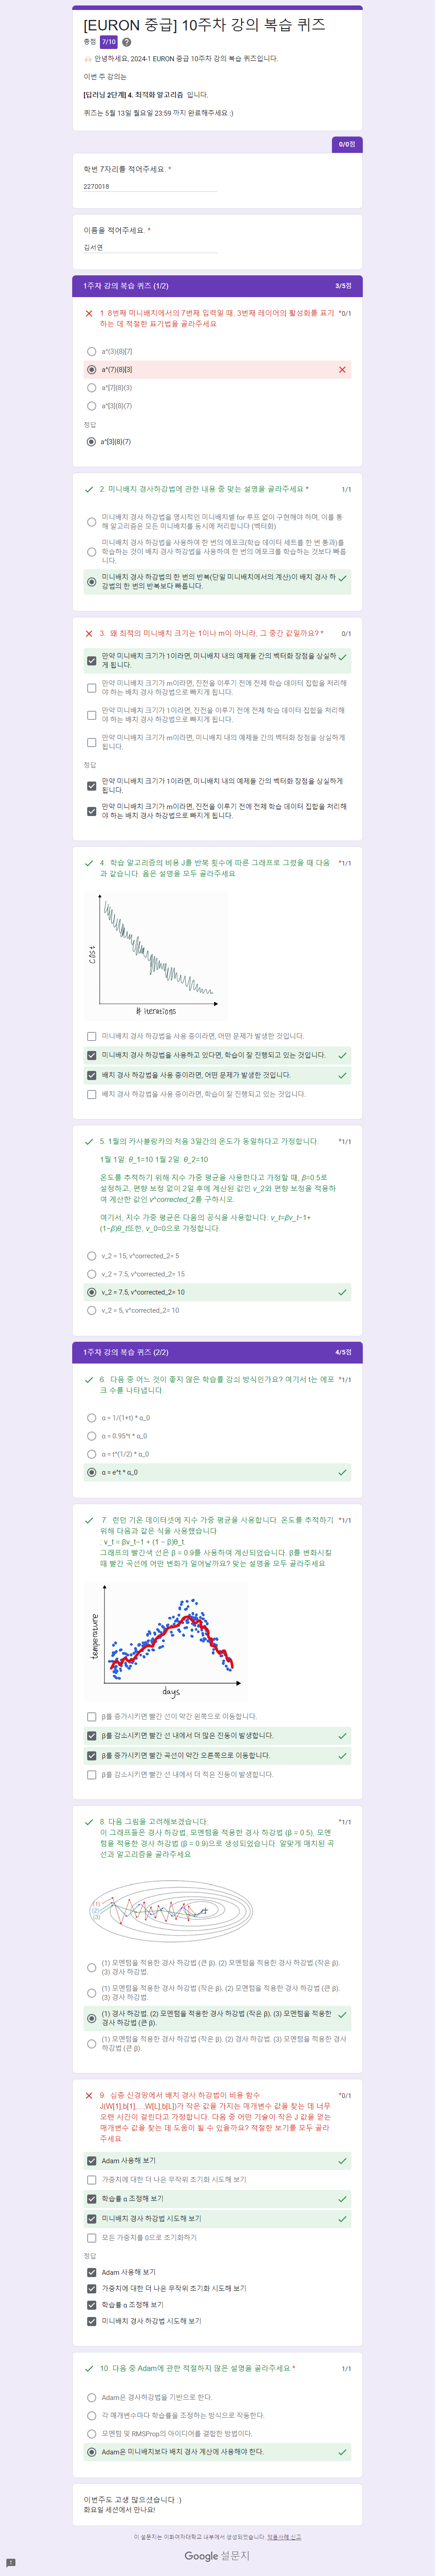 [EURON 중급] 10주차 강의 복습 퀴즈
총점 7/10
안녕하세요, 2024-1 EURON 중급 10주차 강의 복습 퀴즈입니다.
이번 주 강의는
[딥러닝 2단계] 4. 최적화 알고리즘 입니다.
퀴즈는 5월 13일 월요일 23:59 까지 완료해주세요 :)
0/0점
학번 7자리를 적어주세요. *
2270018
이름을 적어주세요. *
김서영
1주차 강의 복습 퀴즈 (1/2)
3/5점
1. 8번째 미니배치에서의 7번째 입력일 때, 3번째 레이어의 활성화를 표기
하는 데 적절한 표기법을 골라주세요
*0/1
a^(3){8}[7]
a^(7){8}[3]
a^[7]{8}(3)
a^[3]{8}(7)
정답
a^[3]{8}(7)
2. 미니배치 경사하강법에 관한 내용 중 맞는 설명을 골라주세요 *
1/1
미니배치 경사 하강법을 명시적인 미니배치별 for 루프 없이 구현해야 하며, 이를 통
해 알고리즘은 모든 미니배치를 동시에 처리합니다 (벡터화)
미니배치 경사 하강법을 사용하여 한 번의 에포크(학습 데이터 세트를 한 번 통과)를
학습하는 것이 배치 경사 하강법을 사용하여 한 번의 에포크를 학습하는 것보다 빠릅
니다.
미니배치 경사 하강법의 한 번의 반복(단일 미니배치에서의 계산)이 배치 경사 하
강법의 한 번의 반복보다 빠릅니다.
3. 왜 최적의 미니배치 크기는 1이나 m이 아니라, 그 중간 값일까요? *
0/1
만약 미니배치 크기가 1이라면, 미니배치 내의 예제들 간의 벡터화 장점을 상실하
게 됩니다.
만약 미니배치 크기가 m이라면, 진전을 이루기 전에 전체 학습 데이터 집합을 처리해
야 하는 배치 경사 하강법으로 빠지게 됩니다.
만약 미니배치 크기가 1이라면, 진전을 이루기 전에 전체 학습 데이터 집합을 처리해
야 하는 배치 경사 하강법으로 빠지게 됩니다.
만약 미니배치 크기가 m이라면, 미니배치 내의 예제들 간의 벡터화 장점을 상실하게
됩니다.
정답
만약 미니배치 크기가 1이라면, 미니배치 내의 예제들 간의 벡터화 장점을 상실하게
됩니다.
만약 미니배치 크기가 m이라면, 진전을 이루기 전에 전체 학습 데이터 집합을 처리해
야 하는 배치 경사 하강법으로 빠지게 됩니다.
4. 학습 알고리즘의 비용 J를 반복 횟수에 따른 그래프로 그렸을 때 다음
과 같습니다. 옳은 설명을 모두 골라주세요
*1/1
cost
# iterations
미니배치 경사 하강법을 사용 중이라면, 어떤 문제가 발생한 것입니다.
미니배치 경사 하강법을 사용하고 있다면, 학습이 잘 진행되고 있는 것입니다.
배치 경사 하강법을 사용 중이라면, 어떤 문제가 발생한 것입니다.
배치 경사 하강법을 사용 중이라면, 학습이 잘 진행되고 있는 것입니다.
5. 1월의 카사블랑카의 처음 3일간의 온도가 동일하다고 가정합니다:
*1/1
1월 1일: θ_1=10 1월 2일: θ_2=10
온도를 추적하기 위해 지수 가중 평균을 사용한다고 가정할 때, β=0.5로
설정하고, 편향 보정 없이 2일 후에 계산된 값인 v_2와 편향 보정을 적용하
여 계산한 값인 v^corrected_2를 구하시오.
여기서, 지수 가중 평균은 다음의 공식을 사용합니다: v_t=βv_t−1+
(1−β)θ_t또한, v_0=0으로 가정합니다.
v_2 = 15, v^corrected_2= 5
v_2 = 7.5, v^corrected_2= 15
v_2 = 7.5, v^corrected_2= 10
v_2 = 5, v^corrected_2= 10
1주차 강의 복습 퀴즈 (2/2)
4/5점
6. 다음 중 어느 것이 좋지 않은 학습률 감쇠 방식인가요? 여기서 t는 에포
크 수를 나타냅니다.
*1/1
α = 1/(1+t) * α_0
α = 0.95^t * α_0
α = t^(1/2) * α_0
α = e^t * α_0
7. 런던 기온 데이터셋에 지수 가중 평균을 사용합니다. 온도를 추적하기
위해 다음과 같은 식을 사용했습니다
: v_t = βv_t−1 + (1 − β)θ_t.
그래프의 빨간색 선은 β = 0.9를 사용하여 계산되었습니다. β를 변화시킬
때 빨간 곡선에 어떤 변화가 일어날까요? 맞는 설명을 모두 골라주세요
*1/1
temperature
days
β를 증가시키면 빨간 선이 약간 왼쪽으로 이동합니다.
β를 감소시키면 빨간 선 내에서 더 많은 진동이 발생합니다.
β를 증가시키면 빨간 곡선이 약간 오른쪽으로 이동합니다.
β를 감소시키면 빨간 선 내에서 더 적은 진동이 발생합니다.
8. 다음 그림을 고려해보겠습니다:
이 그래프들은 경사 하강법, 모멘텀을 적용한 경사 하강법 (β = 0.5), 모멘
텀을 적용한 경사 하강법 (β = 0.9)으로 생성되었습니다. 알맞게 매치된 곡
선과 알고리즘을 골라주세요
*1/1
(1)
(2)
(3)
(1) 모멘텀을 적용한 경사 하강법 (큰 β). (2) 모멘텀을 적용한 경사 하강법 (작은 β).
(3) 경사 하강법.
(1) 모멘텀을 적용한 경사 하강법 (작은 β). (2) 모멘텀을 적용한 경사 하강법 (큰 β).
(3) 경사 하강법.
(1) 경사 하강법. (2) 모멘텀을 적용한 경사 하강법 (작은 β). (3) 모멘텀을 적용한
경사 하강법 (큰 β).
(1) 모멘텀을 적용한 경사 하강법 (작은 β). (2) 경사 하강법. (3) 모멘텀을 적용한 경사
하강법 (큰 β).
9. 심층 신경망에서 배치 경사 하강법이 비용 함수
J(W[1],b[1],...,W[L],b[L])가 작은 값을 가지는 매개변수 값을 찾는 데 너무
오랜 시간이 걸린다고 가정합니다. 다음 중 어떤 기술이 작은 J 값을 얻는
매개변수 값을 찾는 데 도움이 될 수 있을까요? 적절한 보기를 모두 골라
주세요
*0/1
Adam 사용해 보기
가중치에 대한 더 나은 무작위 초기화 시도해 보기
학습률 α 조정해 보기
미니배치 경사 하강법 시도해 보기
모든 가중치를 0으로 초기화하기
정답
Adam 사용해 보기
가중치에 대한 더 나은 무작위 초기화 시도해 보기
학습률 α 조정해 보기
미니배치 경사 하강법 시도해 보기
10. 다음 중 Adam에 관한 적절하지 않은 설명을 골라주세요 *
1/1
Adam은 경사하강법을 기반으로 한다.
각 매개변수마다 학습률을 조정하는 방식으로 작동한다.
모멘텀 및 RMSProp의 아이디어를 결합한 방법이다.
Adam은 미니배치보다 배치 경사 계산에 사용해야 한다.
이번주도 고생 많으셨습니다 :)
화요일 세션에서 만나요!
이 설문지는 이화여자대학교 내부에서 생성되었습니다. 악용사례 신고
Google 설문지